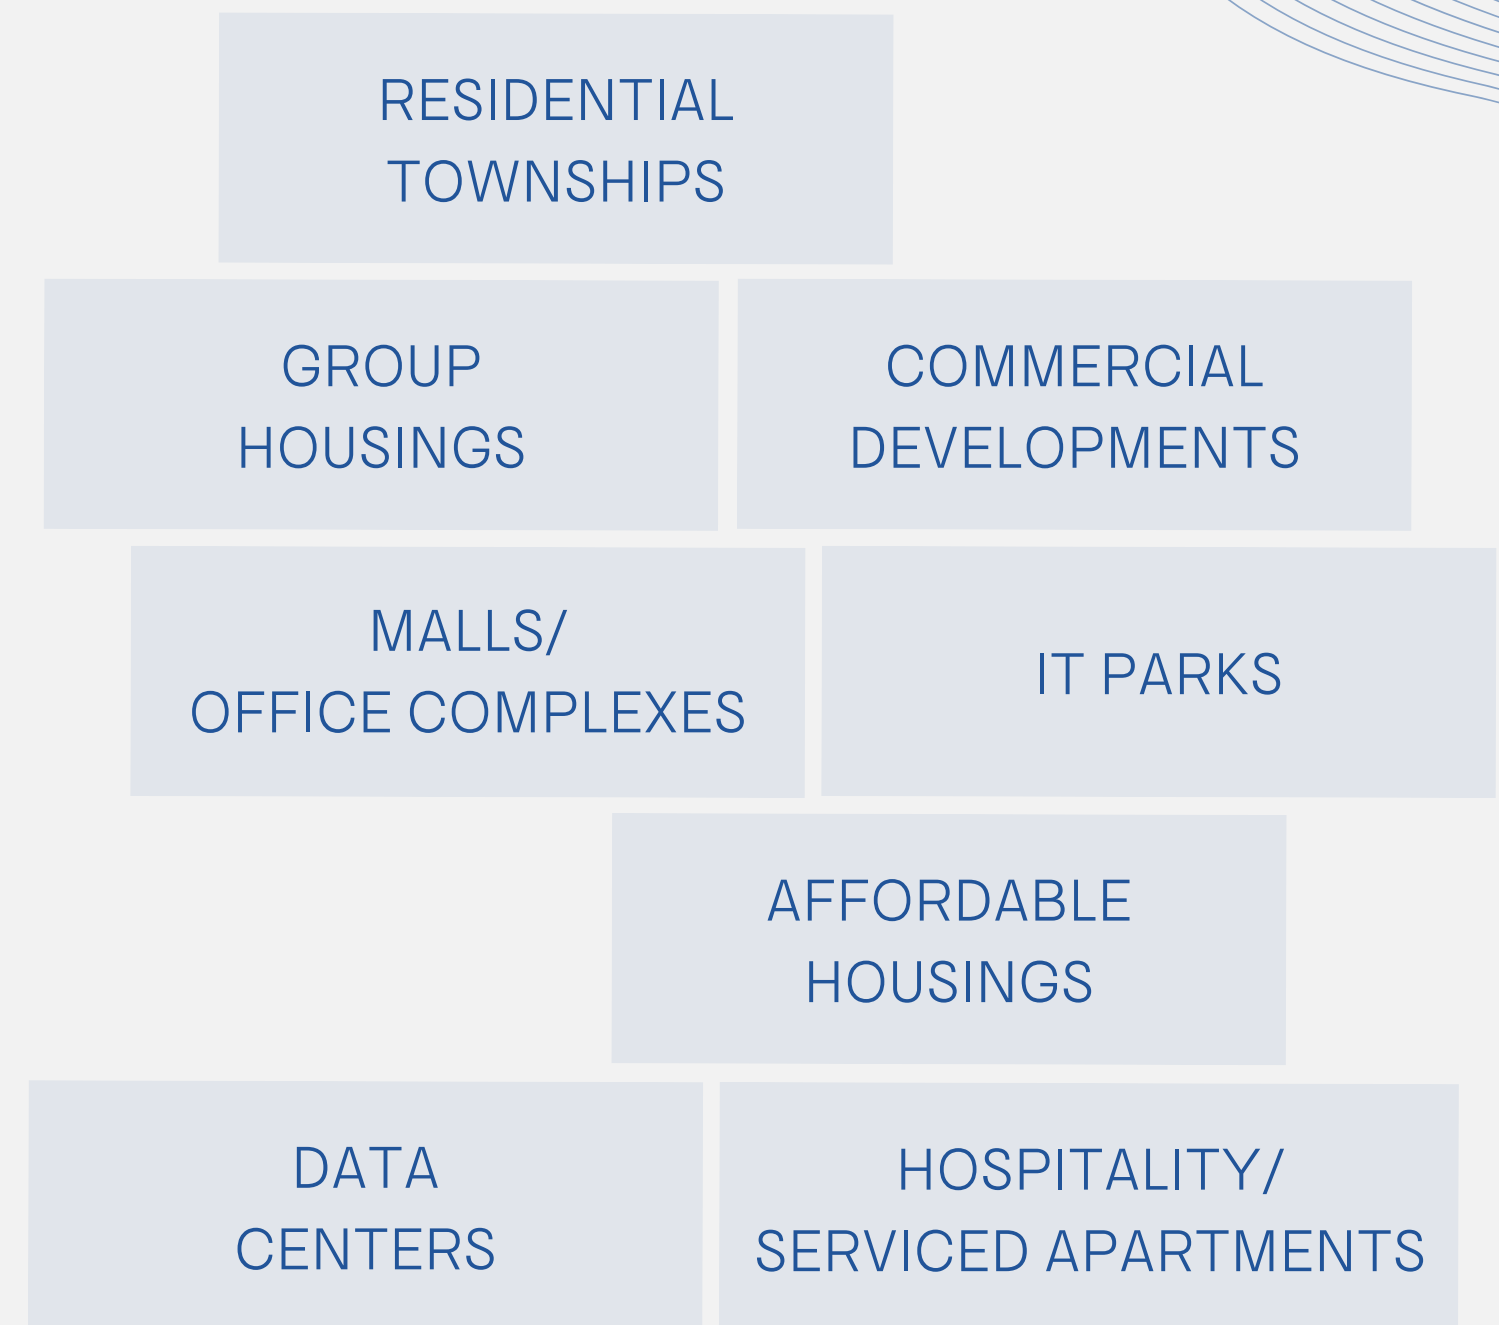 RESIDENTIAL
TOWNSHIPS
GROUP
HOUSINGS
COMMERCIAL
DEVELOPMENTS
MALLS/
OFFICE COMPLEXES
IT PARKS
AFFORDABLE
HOUSINGS
DATA
CENTERS
HOSPITALITY/
SERVICED APARTMENTS